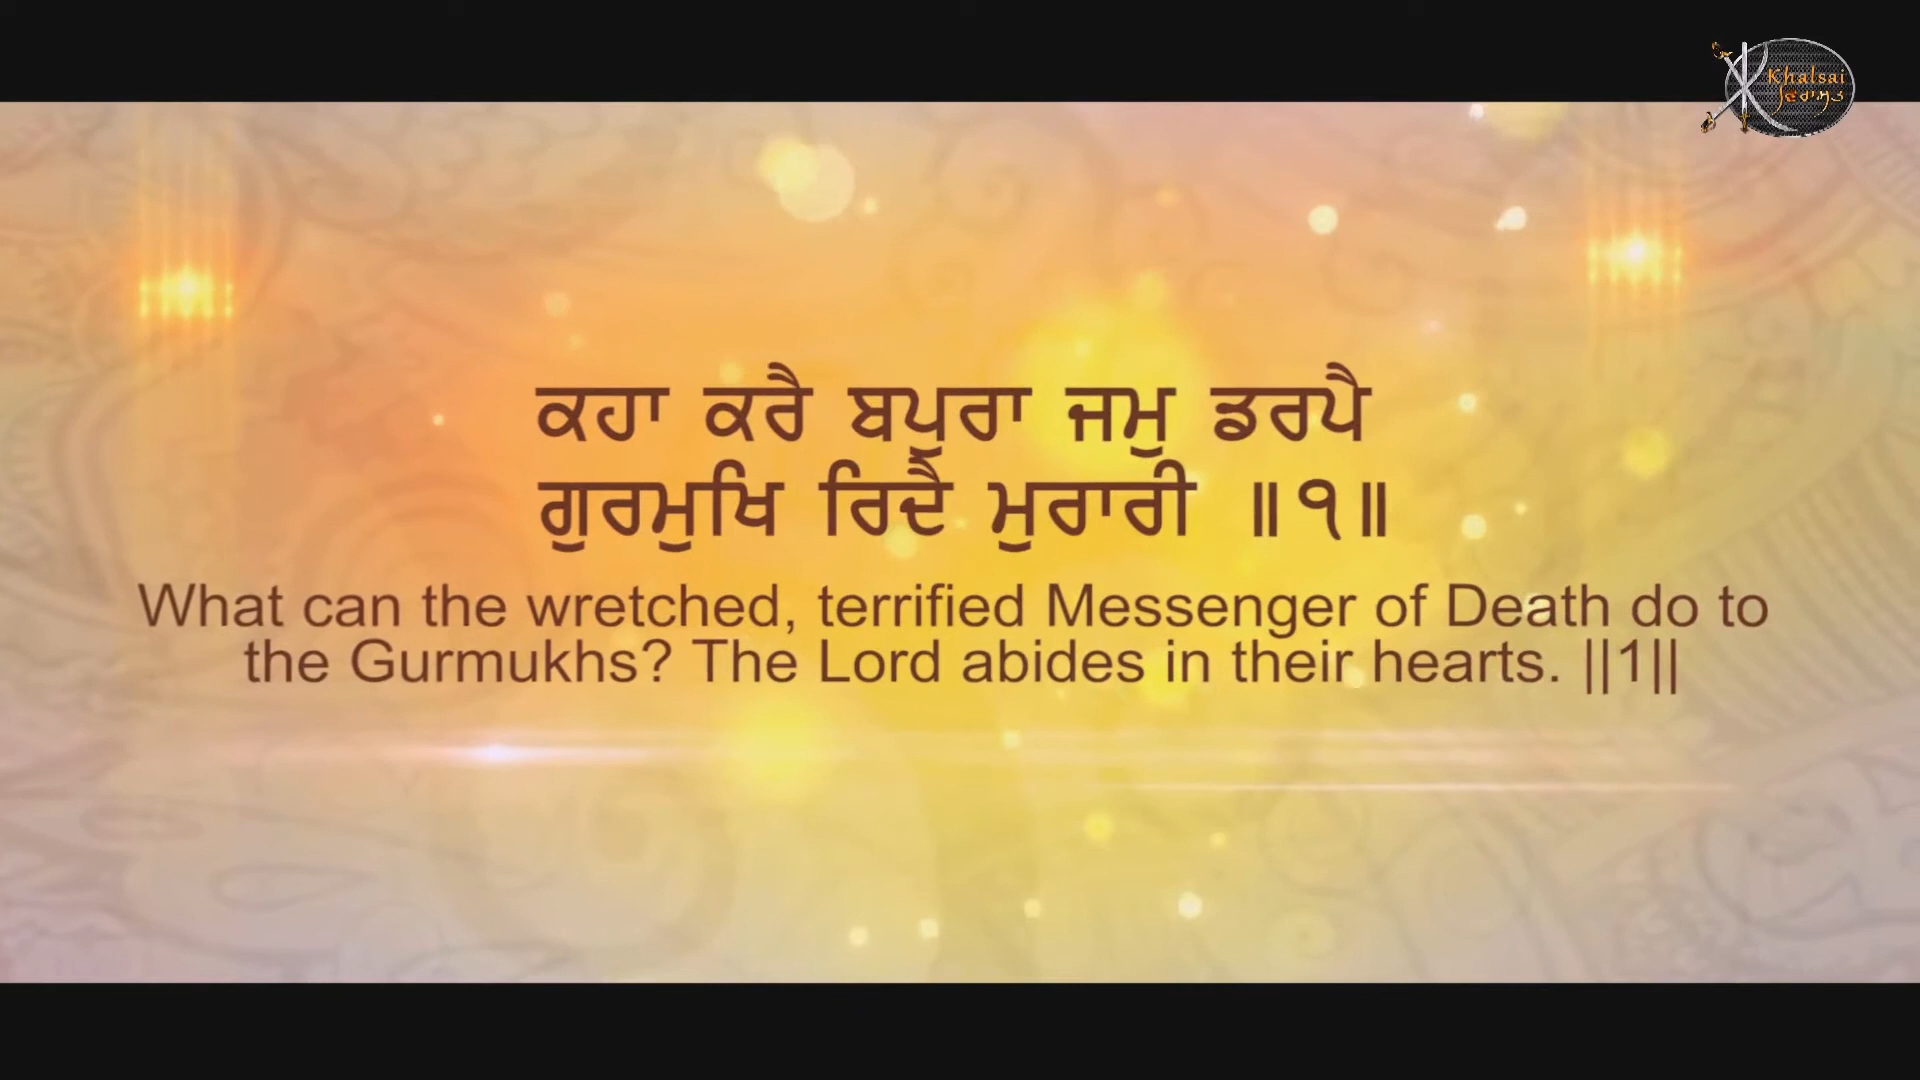 Khalsai
ਵਿਰਾਸਤ
ਕਹਾ ਕਰੈ ਬਪੁਰਾ ਜਮੁ ਡਰਪੈ
ਗੁਰਮੁਖਿ ਰਿਦੈ ਮੁਰਾਰੀ ॥੧॥
What can the wretched, terrified Messenger of Death do to
the Gurmukhs? The Lord abides in their hearts. ||1||